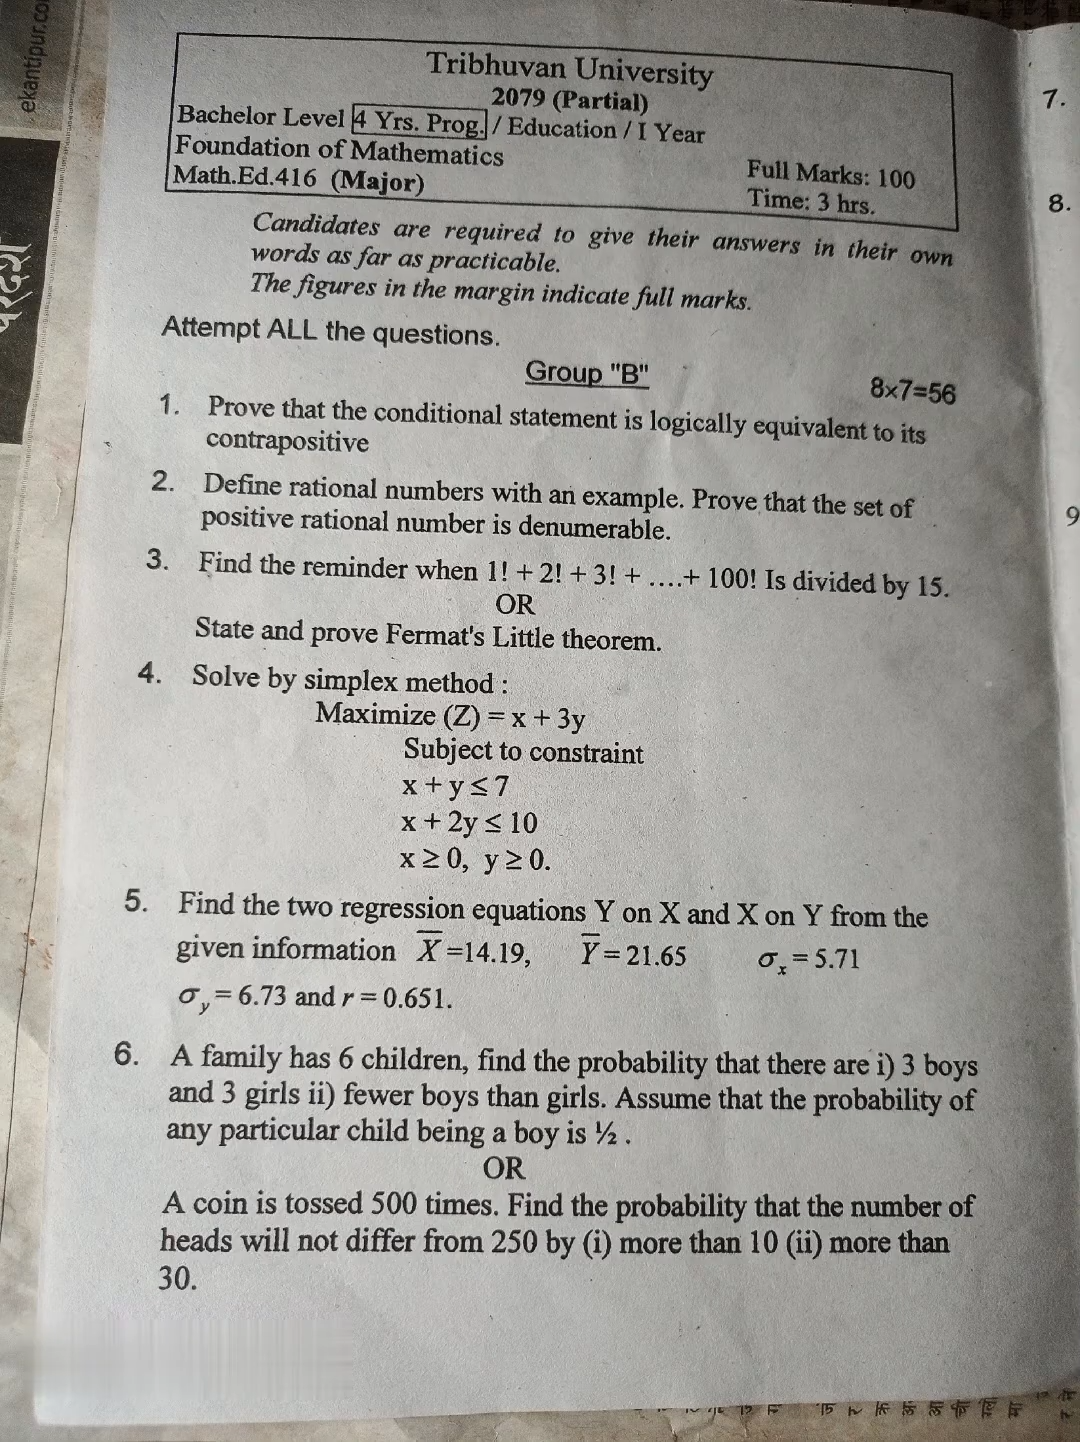 ekantipur.co
Tribhuvan University
2079 (Partial)
Bachelor Level 4 Yrs. Prog. / Education / I Year
Foundation of Mathematics
Full Marks: 100
Math.Ed.416 (Major)
Time: 3 hrs.
Candidates are required to give their answers in their own
words as far as practicable.
The figures in the margin indicate full marks.
Attempt ALL the questions.
Group "B"
8×7=56
1. Prove that the conditional statement is logically equivalent to its
contrapositive
2. Define rational numbers with an example. Prove that the set of
positive rational number is denumerable.
3. Find the reminder when 1! + 2! + 3! + ....+ 100! Is divided by 15.
OR
State and prove Fermat's Little theorem.
4. Solve by simplex method :
Maximize (Z) = x + 3y
Subject to constraint
x + y ≤ 7
x + 2y ≤ 10
x ≥ 0, y ≥ 0.
5. Find the two regression equations Y on X and X on Y from the
given information X̅=14.19, Y̅= 21.65 σₓ = 5.71
σ_y = 6.73 and r = 0.651.
6. A family has 6 children, find the probability that there are i) 3 boys
and 3 girls ii) fewer boys than girls. Assume that the probability of
any particular child being a boy is ½ .
OR
A coin is tossed 500 times. Find the probability that the number of
heads will not differ from 250 by (i) more than 10 (ii) more than
30.
7.
8.
9